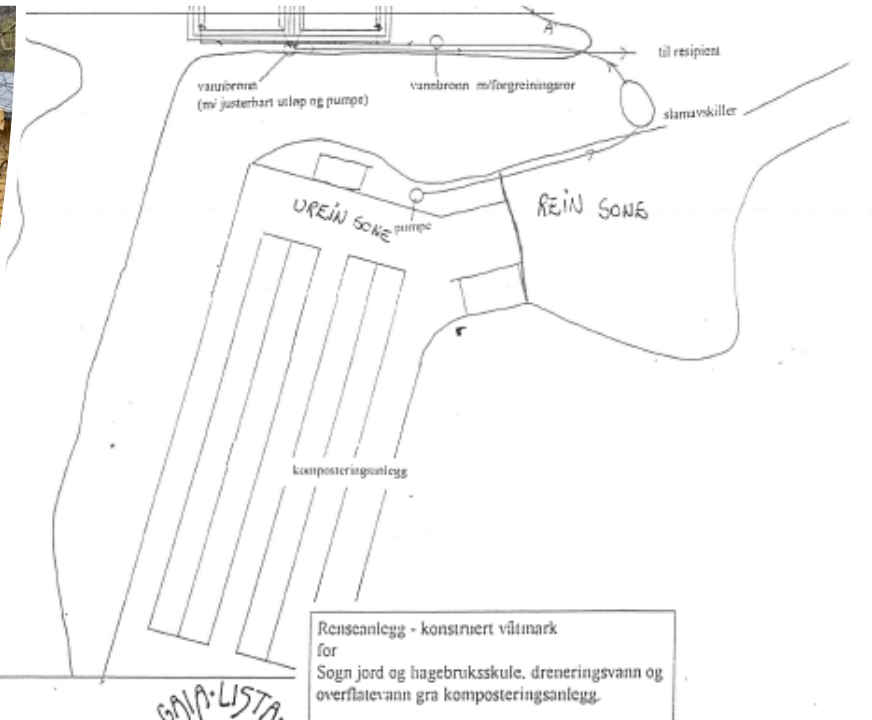 A'
til resipient
vannbrønn
(m/ justerbart utløp og pumpe)
vannbrønn m/forgreiningsrør
slamavskiller
UREIN SONE
pumpe
REIN SONE
komposteringsanlegg
Renseanlegg - konstruert våtmark
for
Sogn jord og hagebruksskule, dreneringsvann og
overflatevann gra komposteringsanlegg.
GAIA·LISTA